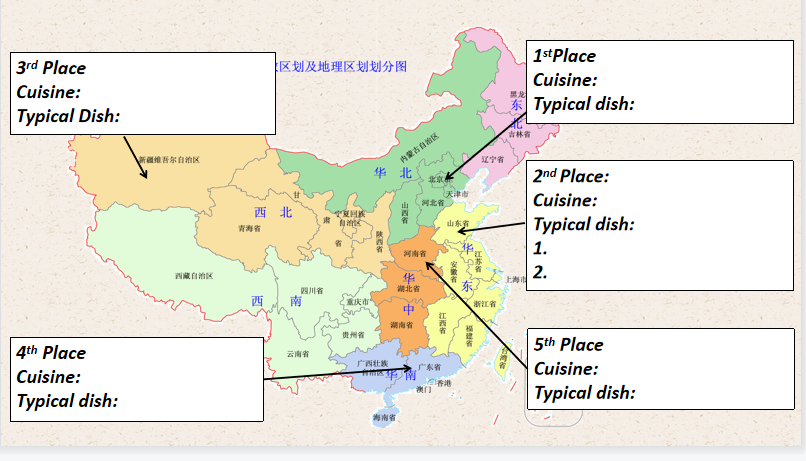 区划及地理区划划分图
3rd Place
Cuisine:
Typical Dish:
1stPlace
Cuisine:
Typical dish:
2nd Place:
Cuisine:
Typical dish:
1.
2.
4th Place
Cuisine:
Typical dish:
5th Place
Cuisine:
Typical dish:
黑龙
东
北
吉林省
辽宁省
内蒙古自治区
华 北
北京
天津市
河北省
山西省
山东省
新疆维吾尔自治区
西 北
甘
肃
省
青海省
宁夏回族
自治区
陕西省
河南省
华
中
湖北省
湖南省
华
东
江苏省
安徽省
上海市
浙江省
江西省
福建省
台湾省
西藏自治区
西 南
四川省
重庆市
贵州省
云南省
广西壮族
自治区
华 南
广东省
香港
澳门
海南省